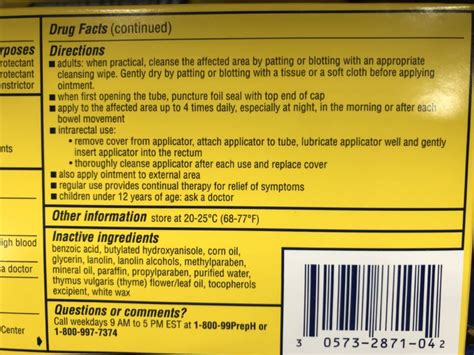 Drug Facts (continued)
Directions
■ adults: when practical, cleanse the affected area by patting or blotting with an appropriate
cleansing wipe. Gently dry by patting or blotting with a tissue or a soft cloth before applying
ointment.
■ when first opening the tube, puncture foil seal with top end of cap
■ apply to the affected area up to 4 times daily, especially at night, in the morning or after each
bowel movement
■ intrarectal use:
• remove cover from applicator, attach applicator to tube, lubricate applicator well and gently
insert applicator into the rectum
• thoroughly cleanse applicator after each use and replace cover
■ also apply ointment to external area
■ regular use provides continual therapy for relief of symptoms
■ children under 12 years of age: ask a doctor
Other information store at 20-25°C (68-77°F)
Inactive ingredients
benzoic acid, butylated hydroxyanisole, corn oil,
glycerin, lanolin, lanolin alcohols, methylparaben,
mineral oil, paraffin, propylparaben, purified water,
thymus vulgaris (thyme) flower/leaf oil, tocopherols
excipient, white wax
Questions or comments?
Call weekdays 9 AM to 5 PM EST at 1-800-99PrepH or
1-800-997-7374
3 0573-2871-04 2
rposes
rotectant
rotectant
onstrictor
nts
igh blood
a doctor
/Center